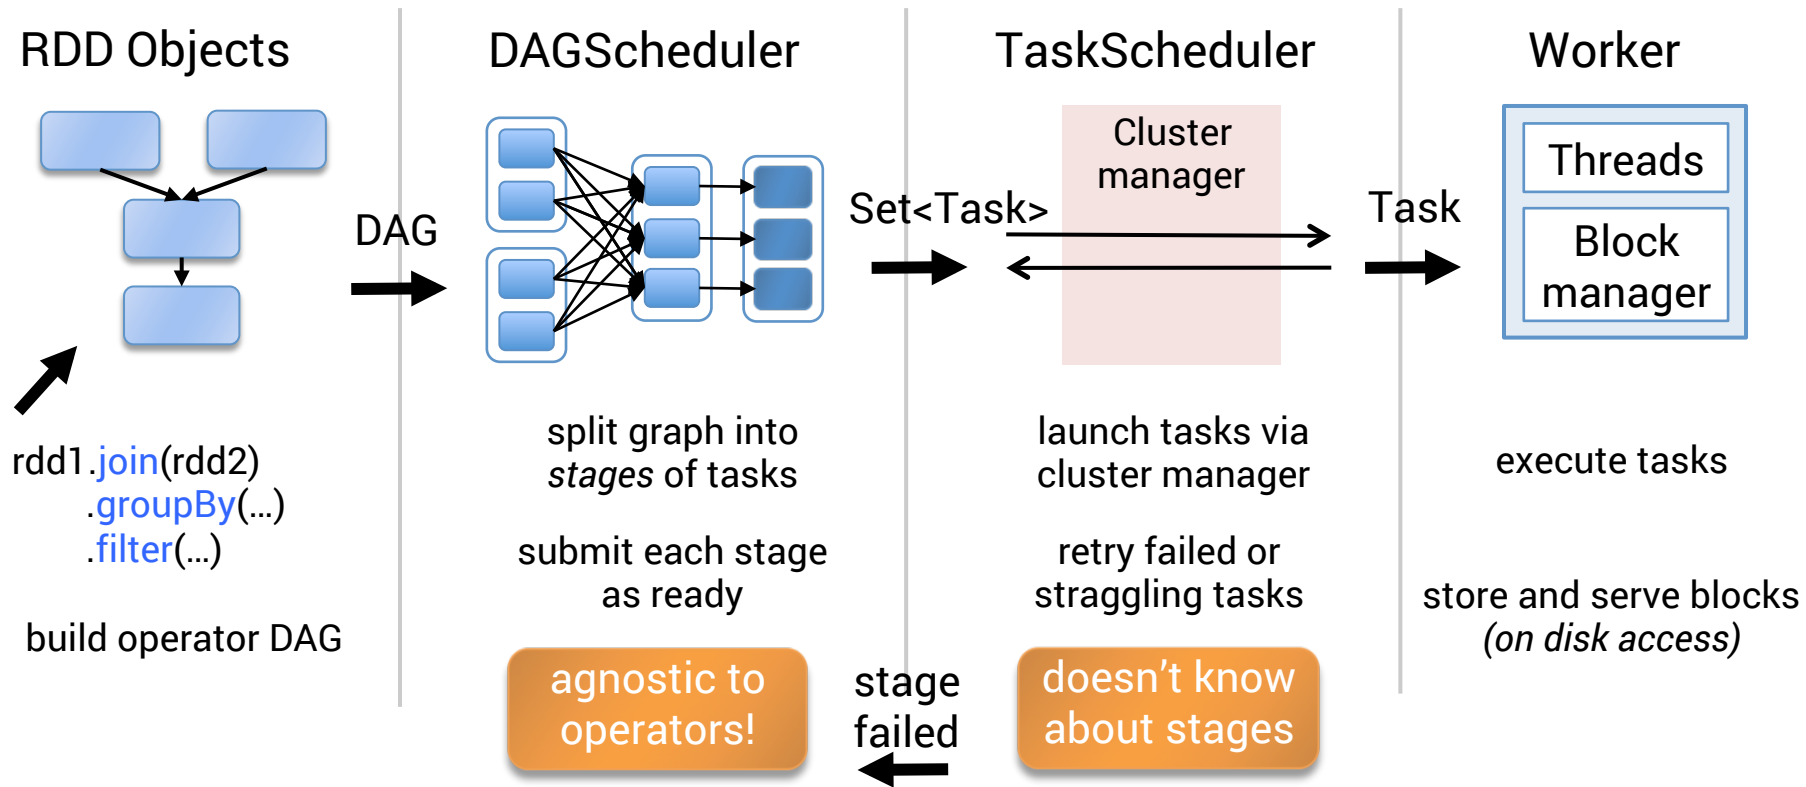 RDD Objects
DAGScheduler
TaskScheduler
Worker
DAG
Set<Task>
Cluster
manager
Task
Threads
Block
manager
rdd1.join(rdd2)
.groupBy(...)
.filter(...)
build operator DAG
split graph into
stages of tasks
submit each stage
as ready
agnostic to
operators!
launch tasks via
cluster manager
retry failed or
straggling tasks
doesn't know
about stages
stage
failed
execute tasks
store and serve blocks
(on disk access)